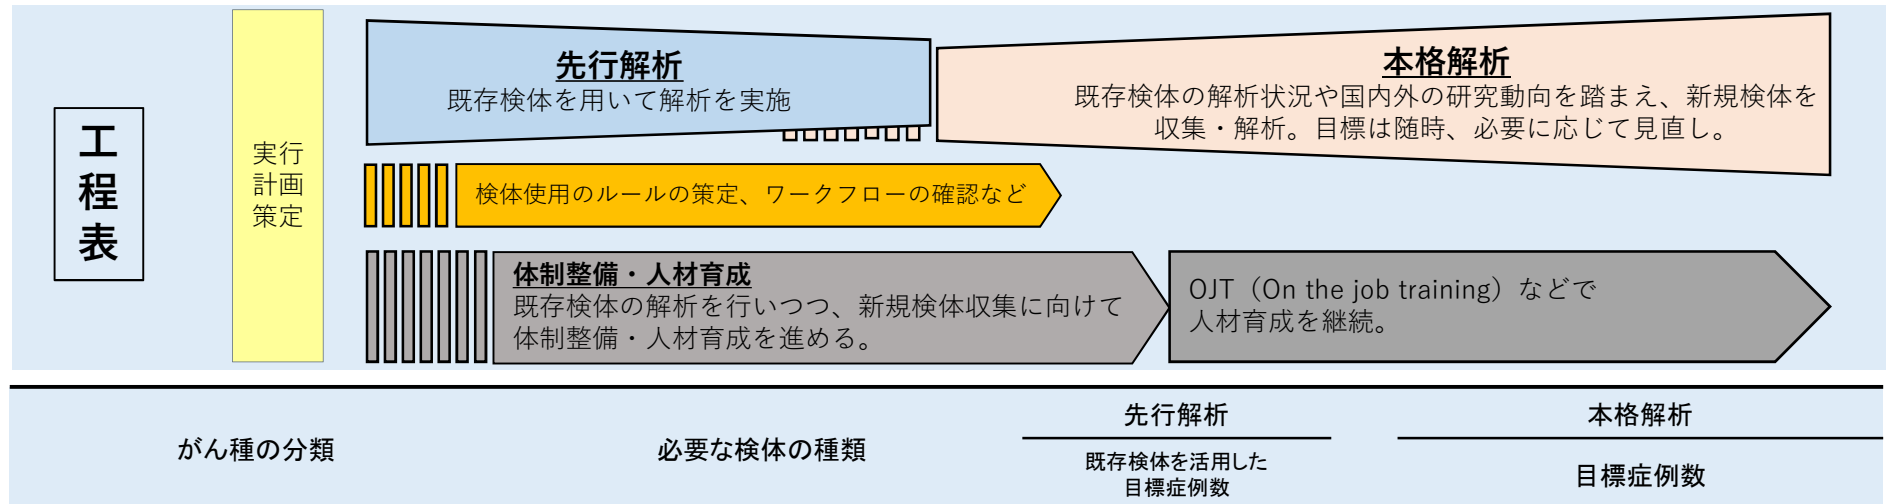 工程表
実行
計画
策定
先行解析
既存検体を用いて解析を実施
本格解析
既存検体の解析状況や国内外の研究動向を踏まえ、新規検体を
収集・解析。目標は随時、必要に応じて見直し。
検体使用のルールの策定、ワークフローの確認など
体制整備・人材育成
既存検体の解析を行いつつ、新規検体収集に向けて
体制整備・人材育成を進める。
OJT（On the job training）などで
人材育成を継続。
がん種の分類
必要な検体の種類
先行解析
既存検体を活用した
目標症例数
本格解析
目標症例数